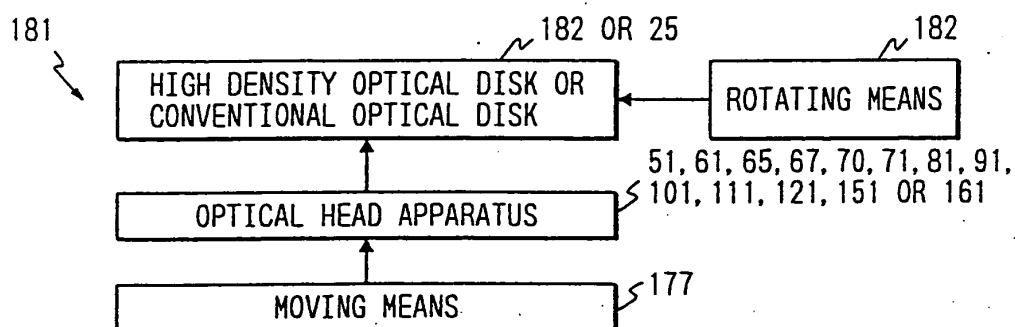 181
182 OR 25
182
HIGH DENSITY OPTICAL DISK OR
CONVENTIONAL OPTICAL DISK
ROTATING MEANS
51, 61, 65, 67, 70, 71, 81, 91,
101, 111, 121, 151 OR 161
OPTICAL HEAD APPARATUS
177
MOVING MEANS